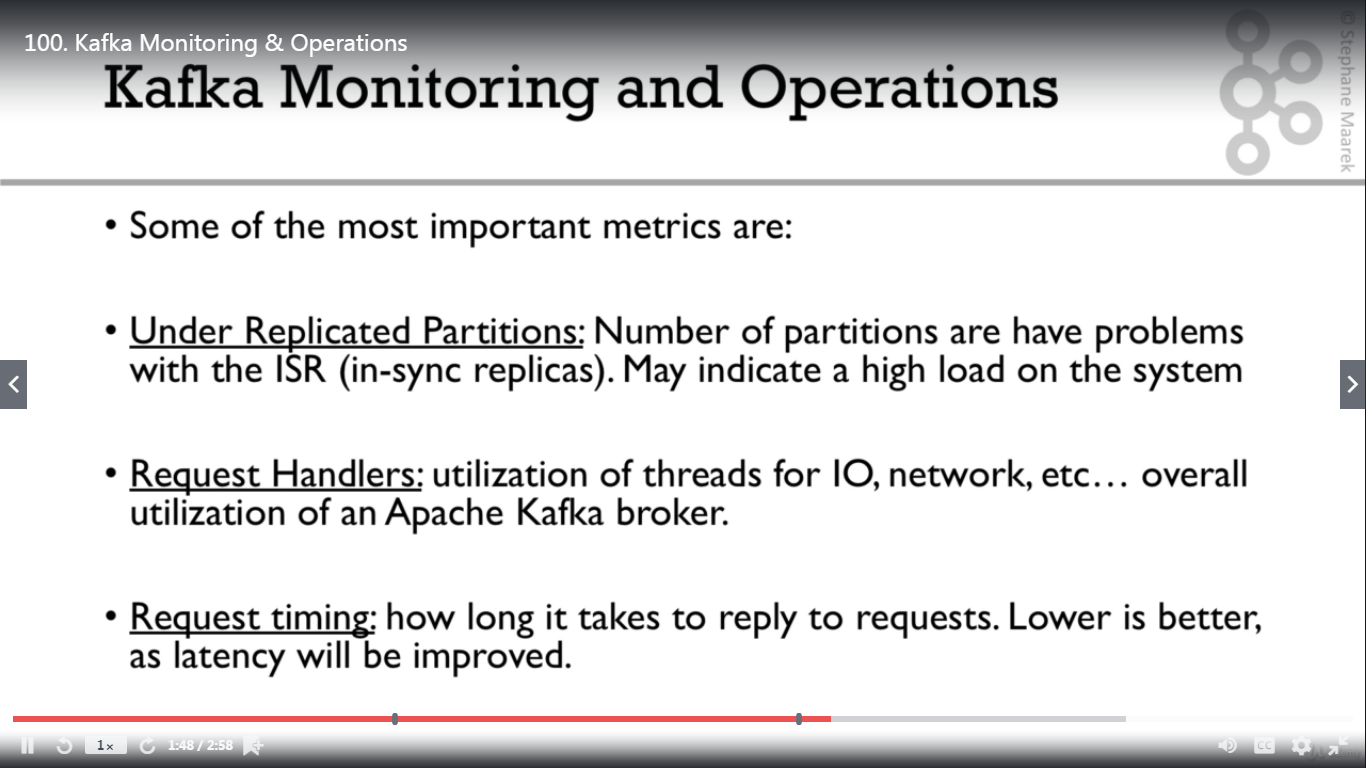 100. Kafka Monitoring & Operations
Kafka Monitoring and Operations
© Stephane Maarek
• Some of the most important metrics are:
• Under Replicated Partitions: Number of partitions are have problems
with the ISR (in-sync replicas). May indicate a high load on the system
• Request Handlers: utilization of threads for IO, network, etc… overall
utilization of an Apache Kafka broker.
• Request timing: how long it takes to reply to requests. Lower is better,
as latency will be improved.
1x
1:48 / 2:58
CC